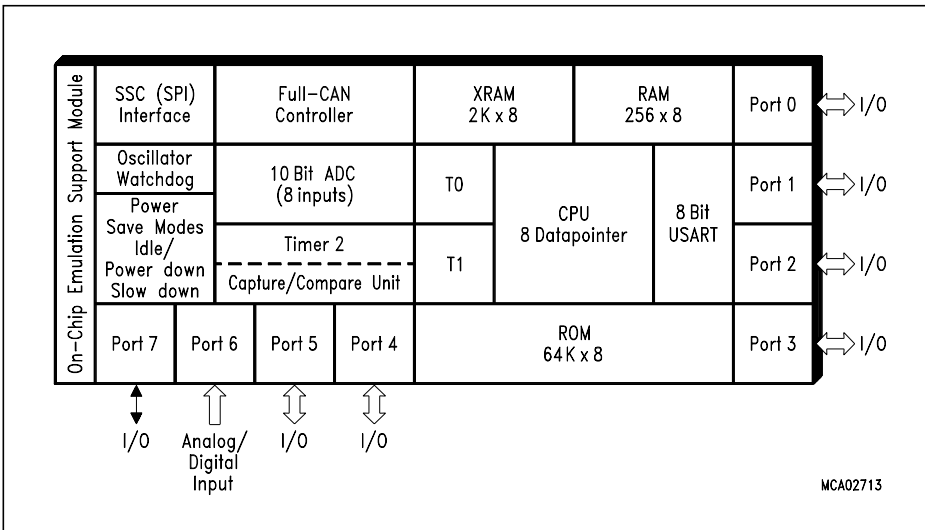 On-Chip Emulation Support Module
SSC (SPI)
Interface
Full-CAN
Controller
XRAM
2K x 8
RAM
256 x 8
Port 0
I/O
Oscillator
Watchdog
10 Bit ADC
(8 inputs)
T0
CPU
8 Datapointer
8 Bit
USART
Port 1
I/O
Power
Save Modes
Idle/
Power down
Slow down
Timer 2
Capture/Compare Unit
T1
Port 2
I/O
Port 7
Port 6
Port 5
Port 4
ROM
64K x 8
Port 3
I/O
I/O
Analog/
Digital
Input
I/O
I/O
MCA02713